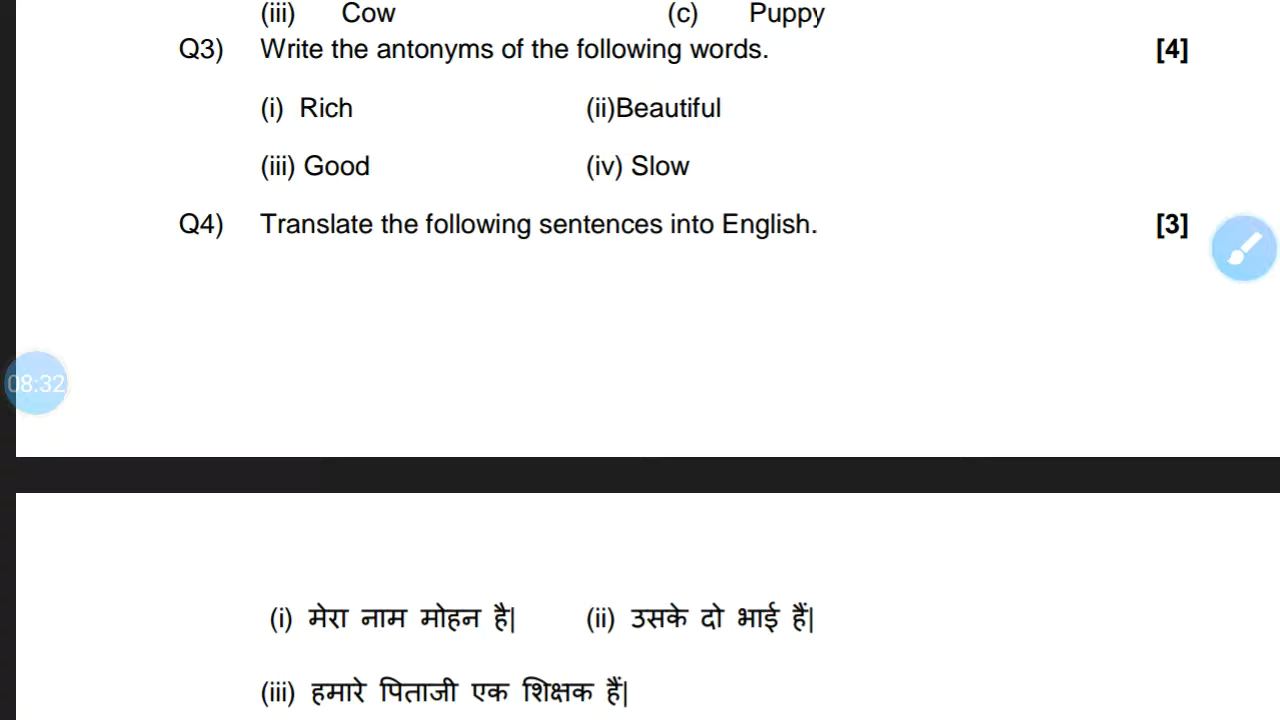 (iii) Cow (c) Puppy
Q3) Write the antonyms of the following words. [4]
(i) Rich (ii)Beautiful
(iii) Good (iv) Slow
Q4) Translate the following sentences into English. [3]
08:32
(i) मेरा नाम मोहन है| (ii) उसके दो भाई हैं|
(iii) हमारे पिताजी एक शिक्षक हैं|